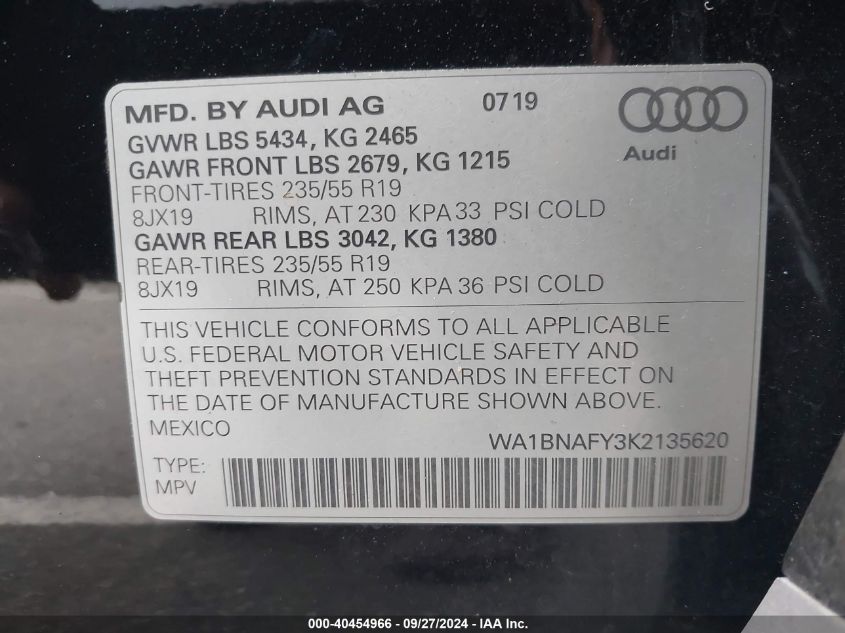 MFD. BY AUDI AG 0719
GVWR LBS 5434, KG 2465
GAWR FRONT LBS 2679, KG 1215
Audi
FRONT-TIRES 235/55 R19
8JX19 RIMS, AT 230 KPA 33 PSI COLD
GAWR REAR LBS 3042, KG 1380
REAR-TIRES 235/55 R19
8JX19 RIMS, AT 250 KPA 36 PSI COLD
THIS VEHICLE CONFORMS TO ALL APPLICABLE
U.S. FEDERAL MOTOR VEHICLE SAFETY AND
THEFT PREVENTION STANDARDS IN EFFECT ON
THE DATE OF MANUFACTURE SHOWN ABOVE.
MEXICO
WA1BNAFY3K2135620
TYPE:
MPV
000-40454966 - 09/27/2024 - IAA Inc.